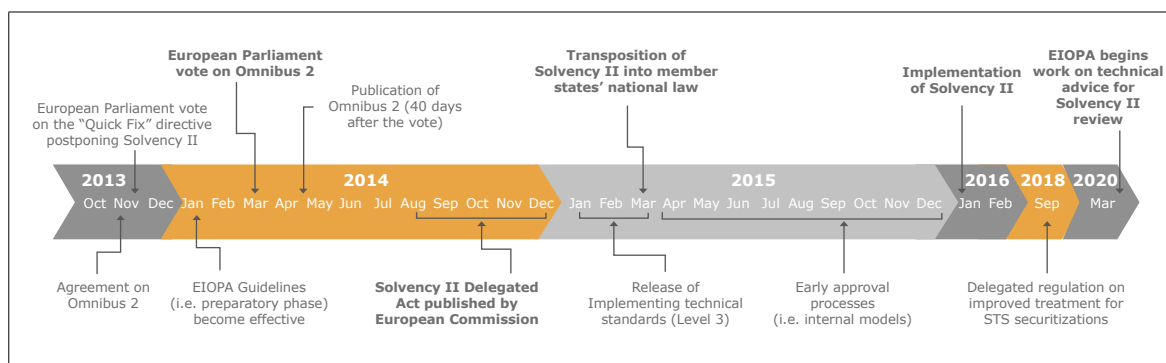 European Parliament
vote on Omnibus 2
European Parliament vote
on the “Quick Fix” directive
postponing Solvency II
Publication of
Omnibus 2 (40 days
after the vote)
Transposition of
Solvency II into member
states’ national law
Implementation
of Solvency II
EIOPA begins
work on technical
advice for
Solvency II
review
2013 2014 2015 2016 2018 2020
Oct Nov Dec Jan Feb Mar Apr May Jun Jul Aug Sep Oct Nov Dec Jan Feb Mar Apr May Jun Jul Aug Sep Oct Nov Dec Jan Feb Sep Mar
Agreement on
Omnibus 2
EIOPA Guidelines
(i.e. preparatory phase)
become effective
Solvency II Delegated
Act published by
European Commission
Release of
Implementing technical
standards (Level 3)
Early approval
processes
(i.e. internal models)
Delegated regulation on
improved treatment for
STS securitizations